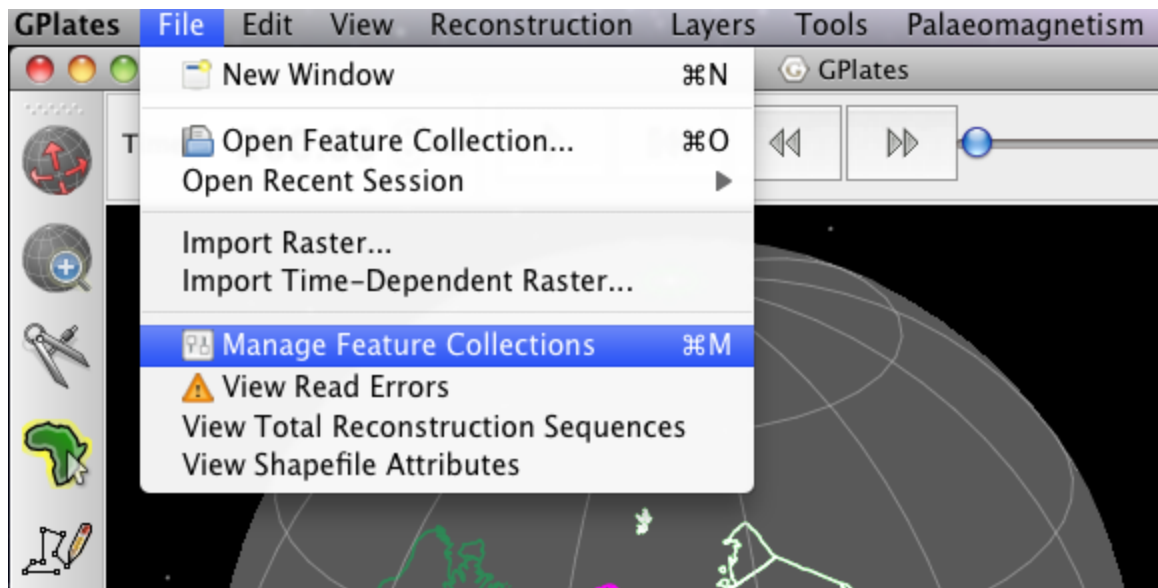 GPlates File Edit View Reconstruction Layers Tools Palaeomagnetism
GPlates
New Window ⌘N
Open Feature Collection... ⌘O
Open Recent Session ▶
Import Raster...
Import Time-Dependent Raster...
Manage Feature Collections ⌘M
View Read Errors
View Total Reconstruction Sequences
View Shapefile Attributes